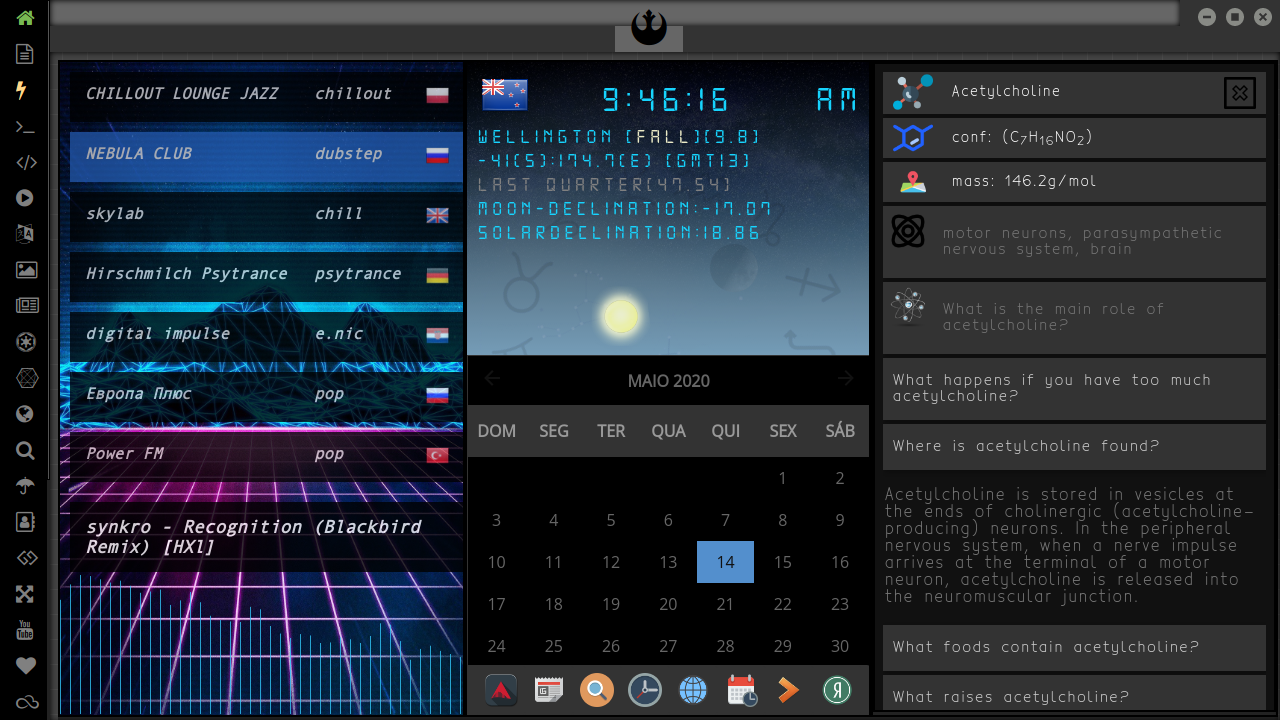 CHILLOUT LOUNGE JAZZ chillout
NEBULA CLUB dubstep
skylab chill
Hirschmilch Psytrance psytrance
digital impulse e.nic
Европа Плюс pop
Power FM pop
synkro - Recognition (Blackbird
Remix) [HXl]
9:46:16 AM
WELLINGTON [FALL][9.8]
-41(S):174.7(E) [GMT13]
LAST QUARTER[47.54]
MOON-DECLINATION:-17.07
SOLARDECLINATION:18.86
MAIO 2020
DOM SEG TER QUA QUI SEX SÁB
1 2
3 4 5 6 7 8 9
10 11 12 13 14 15 16
17 18 19 20 21 22 23
24 25 26 27 28 29 30
Acetylcholine
conf: (C₇H₁₆NO₂)
mass: 146.2g/mol
motor neurons, parasympathetic
nervous system, brain
What is the main role of
acetylcholine?
What happens if you have too much
acetylcholine?
Where is acetylcholine found?
Acetylcholine is stored in vesicles at
the ends of cholinergic (acetylcholine-
producing) neurons. In the peripheral
nervous system, when a nerve impulse
arrives at the terminal of a motor
neuron, acetylcholine is released into
the neuromuscular junction.
What foods contain acetylcholine?
What raises acetylcholine?
You
Tube
Я